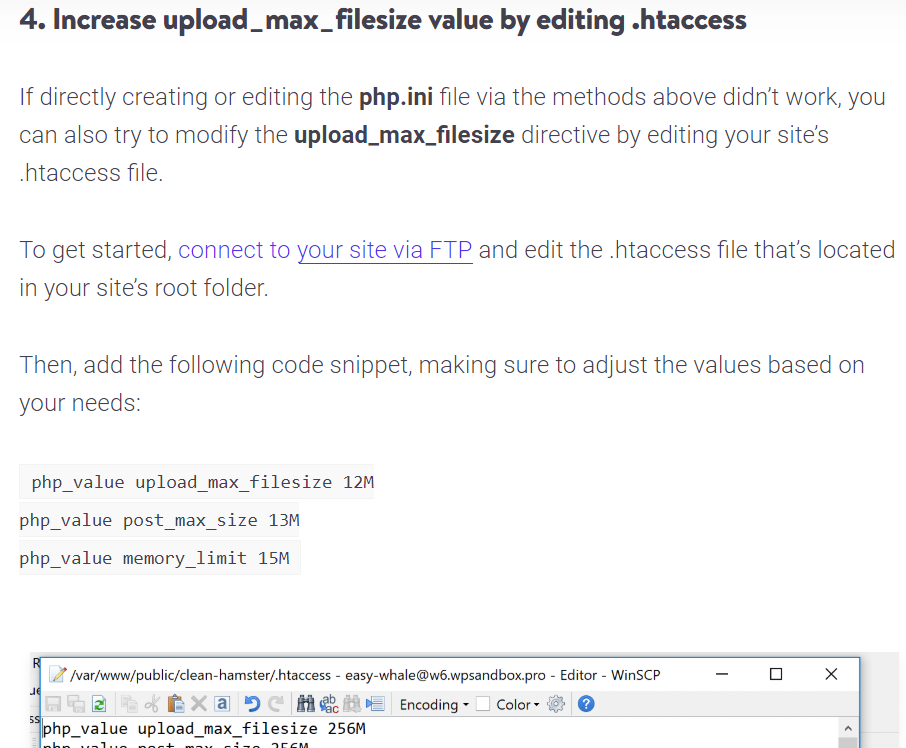 4. Increase upload_max_filesize value by editing .htaccess
If directly creating or editing the php.ini file via the methods above didn’t work, you
can also try to modify the upload_max_filesize directive by editing your site’s
.htaccess file.
To get started, connect to your site via FTP and edit the .htaccess file that’s located
in your site’s root folder.
Then, add the following code snippet, making sure to adjust the values based on
your needs:
php_value upload_max_filesize 12M
php_value post_max_size 13M
php_value memory_limit 15M
/var/www/public/clean-hamster/.htaccess - easy-whale@w6.wpsandbox.pro - Editor - WinSCP
Encoding Color
php_value upload_max_filesize 256M
php_value post_max_size 256M